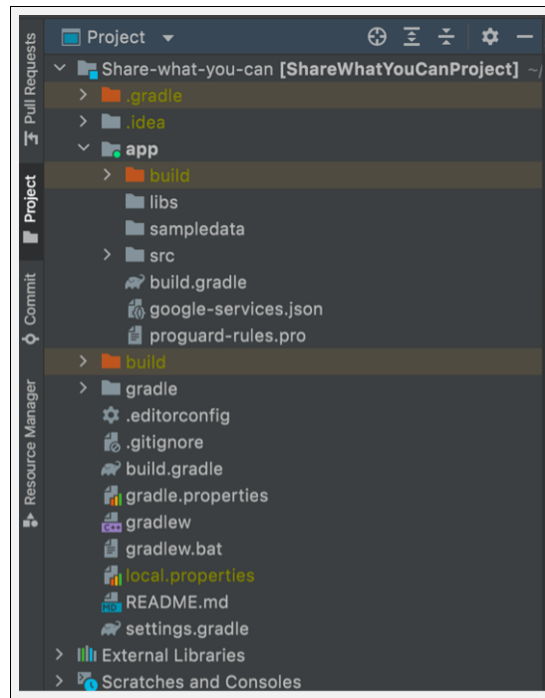 Pull Requests
Project
Commit
Resource Manager
Project
Share-what-you-can [ShareWhatYouCanProject] ~/
.gradle
.idea
app
build
libs
sampledata
src
build.gradle
google-services.json
proguard-rules.pro
build
gradle
.editorconfig
.gitignore
build.gradle
gradle.properties
gradlew
gradlew.bat
local.properties
README.md
settings.gradle
External Libraries
Scratches and Consoles